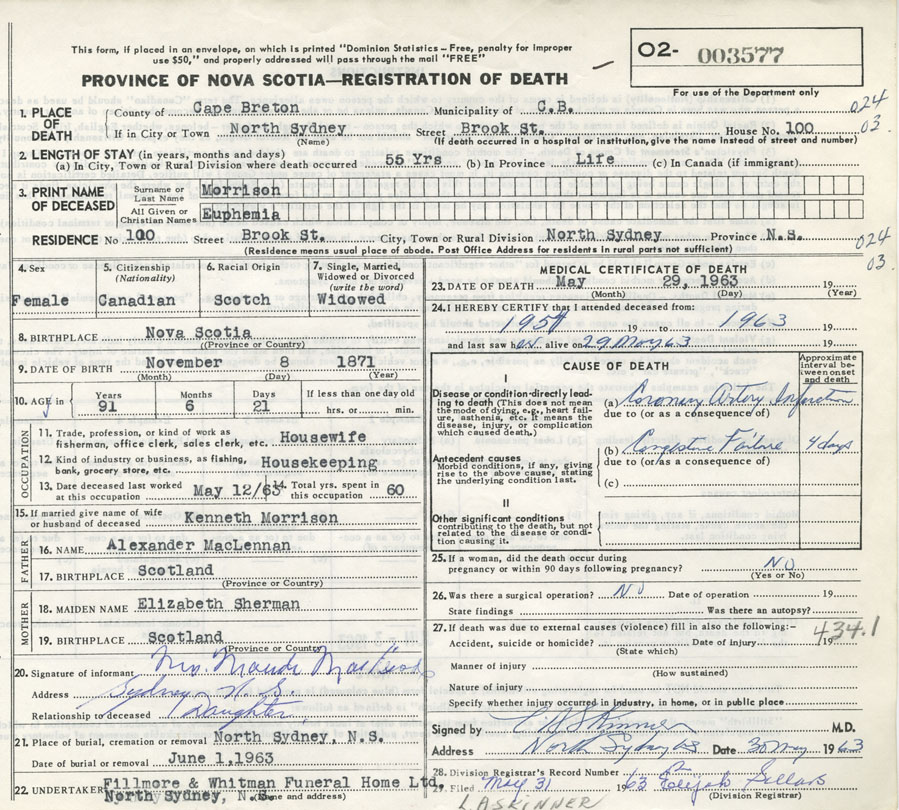 This form, if placed in an envelope, on which is printed "Dominion Statistics – Free, penalty for improper
use $50," and properly addressed will pass through the mail "FREE"
PROVINCE OF NOVA SCOTIA—REGISTRATION OF DEATH
O2- 003577
For use of the Department only
024
03.
1. PLACE OF DEATH
County of Cape Breton Municipality of C.B.
If in City or Town North Sydney Street Brook St. House No. 100
(Name) (If death occurred in a hospital or institution, give the name instead of street and number)
2. LENGTH OF STAY (in years, months and days)
(a) In City, Town or Rural Division where death occurred 55 Yrs (b) In Province Life (c) In Canada (if immigrant)
3. PRINT NAME OF DECEASED
Surname or Last Name Morrison
All Given or Christian Names Euphemia
RESIDENCE No 100 Street Brook St. City, Town or Rural Division North Sydney Province N.S.
(Residence means usual place of abode. Post Office Address for residents in rural parts not sufficient)
024
03.
4. Sex
Female
5. Citizenship
(Nationality)
Canadian
6. Racial Origin
Scotch
7. Single, Married,
Widowed or Divorced
(write the word)
Widowed
8. BIRTHPLACE Nova Scotia
(Province or Country)
9. DATE OF BIRTH November 8 1871
(Month) (Day) (Year)
10. AGE in
Years Months Days If less than one day old
91 6 21 hrs. or min.
OCCUPATION
11. Trade, profession, or kind of work as
fisherman, office clerk, sales clerk, etc. Housewife
12. Kind of industry or business, as fishing,
bank, grocery store, etc. Housekeeping
13. Date deceased last worked
at this occupation May 12/63
14. Total yrs. spent in
this occupation 60
15. If married give name of wife
or husband of deceased Kenneth Morrison
FATHER
16. NAME Alexander MacLennan
17. BIRTHPLACE Scotland
(Province or Country)
MOTHER
18. MAIDEN NAME Elizabeth Sherman
19. BIRTHPLACE Scotland
(Province or Country)
20. Signature of informant Mrs. Maude
Address Sydney N.S.
Relationship to deceased Daughter
21. Place of burial, cremation or removal North Sydney, N.S.
Date of burial or removal June 1,1963
22. UNDERTAKER Fillmore & Whitman Funeral Home Ltd.
North Sydney, N.S. (Name and address)
MEDICAL CERTIFICATE OF DEATH
23. DATE OF DEATH May 29, 1963 19
(Month) (Day) (Year)
24. I HEREBY CERTIFY that I attended deceased from:
19 to 1963 19
and last saw her alive on 29 May 63 19
CAUSE OF DEATH
Approximate
interval be-
tween onset
and death
I
Disease or condition directly lead-
ing to death (This does not mean
the mode of dying, e.g., heart failure,
asthenia, etc. It means the
disease, injury, or complication
which caused death.)
(a) Coronary Artery Infarction
due to (or as a consequence of)
Antecedent causes
Morbid conditions, if any, giving
rise to the above cause, stating
the underlying condition last.
(b) Congestive Failure 4 days
due to (or as a consequence of)
(c)
II
Other significant conditions
contributing to the death, but not
related to the disease or condi-
tion causing it.
25. If a woman, did the death occur during
pregnancy or within 90 days following pregnancy? No
(Yes or No)
26. Was there a surgical operation? No Date of operation 19
State findings Was there an autopsy?
27. If death was due to external causes (violence) fill in also the following:–
434.1
Accident, suicide or homicide? Date of injury 19
(State which)
Manner of injury
(How sustained)
Nature of injury
Specify whether injury occurred in industry, in home, or in public place
Signed by Skinner M.D.
Address North Sydney NS Date 30 May 1963
28. Division Registrar's Record Number
29. Filed May 31 1963 Elijah Sellars
(Division Registrar)
LASKINNER